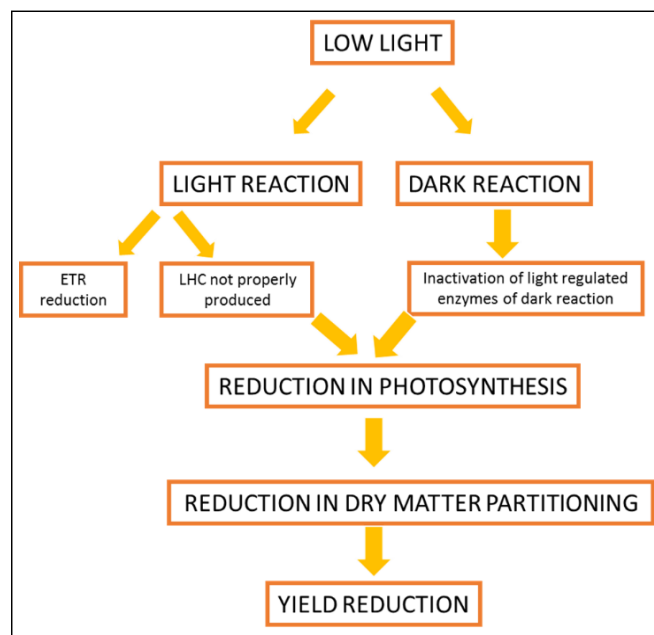 LOW LIGHT
LIGHT REACTION
DARK REACTION
ETR
reduction
LHC not properly
produced
Inactivation of light regulated
enzymes of dark reaction
REDUCTION IN PHOTOSYNTHESIS
REDUCTION IN DRY MATTER PARTITIONING
YIELD REDUCTION